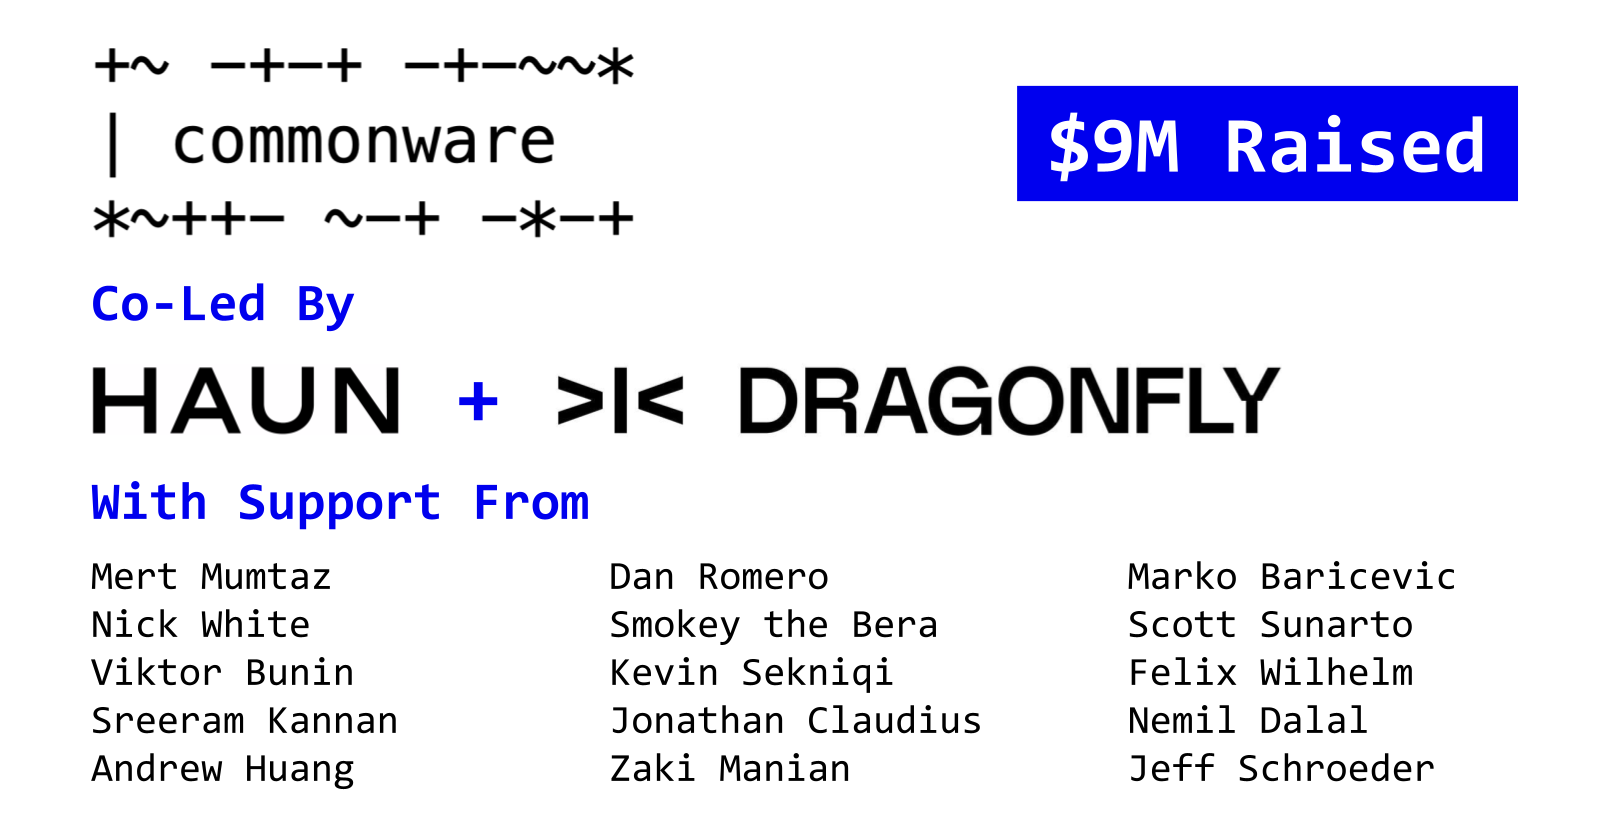 +~ -+-+ -+-~~*
| commonware
*~++- ~-+ -*-+
$9M Raised
Co-Led By
HAUN + >|< DRAGONFLY
With Support From
Mert Mumtaz
Nick White
Viktor Bunin
Sreeram Kannan
Andrew Huang
Dan Romero
Smokey the Bera
Kevin Sekniqi
Jonathan Claudius
Zaki Manian
Marko Baricevic
Scott Sunarto
Felix Wilhelm
Nemil Dalal
Jeff Schroeder